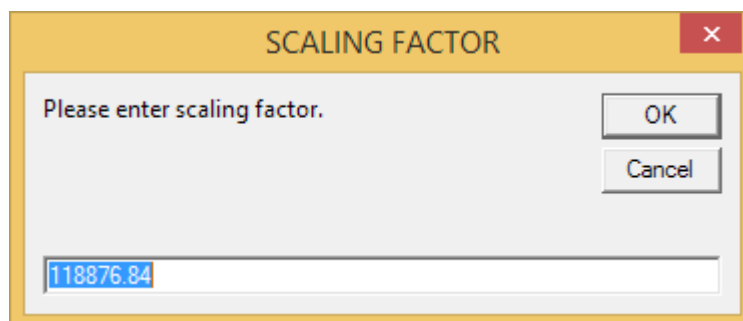 SCALING FACTOR
Please enter scaling factor.
OK
Cancel
118876.84